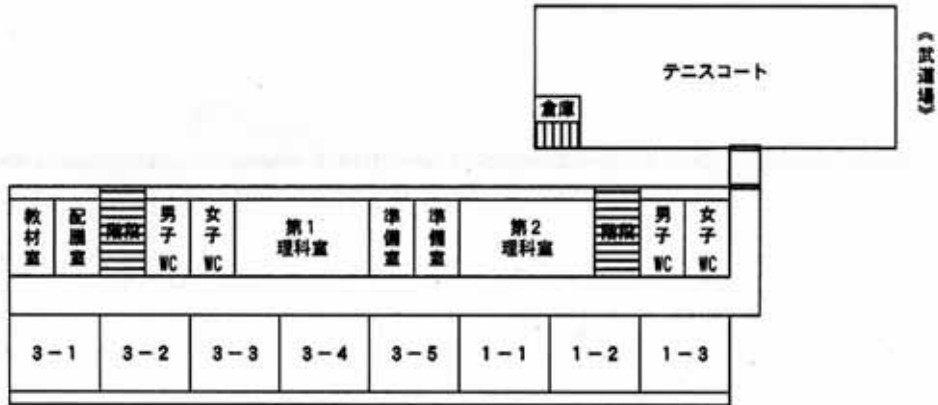 テニスコート
《武道場》
倉庫
教材室
配膳室
階段
男子WC
女子WC
第1
理科室
準備室
準備室
第2
理科室
階段
男子WC
女子WC
3-1
3-2
3-3
3-4
3-5
1-1
1-2
1-3